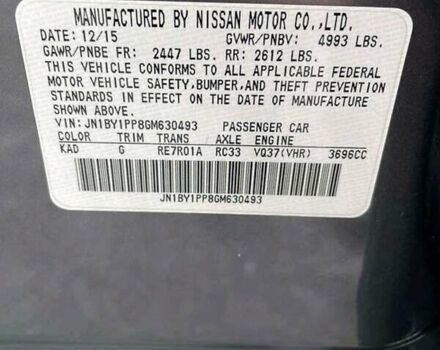 MANUFACTURED BY NISSAN MOTOR CO.,LTD.
DATE: 12/15 GVWR/PNBV: 4993 LBS.
GAWR/PNBE FR: 2447 LBS. RR: 2612 LBS.
THIS VEHICLE CONFORMS TO ALL APPLICABLE FEDERAL
MOTOR VEHICLE SAFETY, BUMPER, AND THEFT PREVENTION
STANDARDS IN EFFECT ON THE DATE OF MANUFACTURE
SHOWN ABOVE.
VIN: JN1BY1PP8GM630493 PASSENGER CAR
COLOR TRIM TRANS AXLE ENGINE
KAD G RE7R01A RC33 VQ37(VHR) 3696CC
JN1BY1PP8GM630493